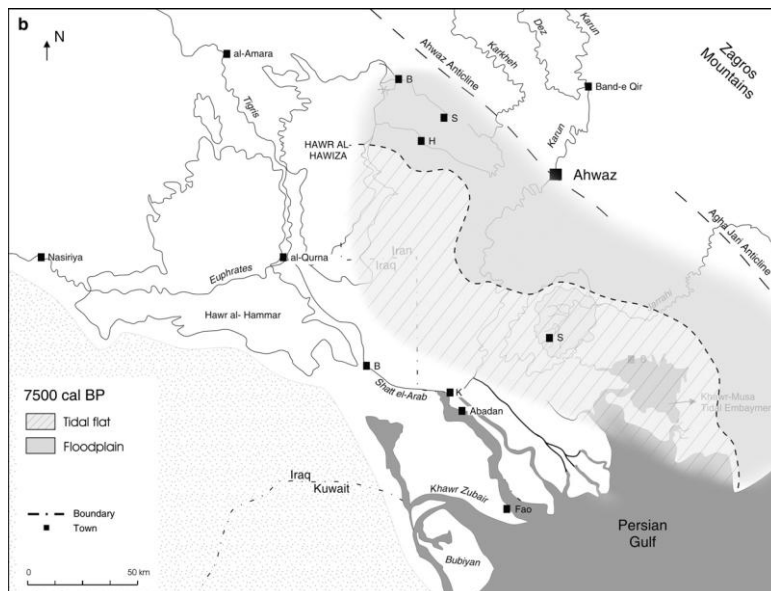 b
N
al-Amara
Tigris
Ahwaz Anticline
Karkheh
Dez
Karun
Zagros
Mountains
Band-e Qir
B
S
H
HAWR AL-
HAWIZA
Karun
Ahwaz
Agha Jari Anticline
Nasiriya
al-Qurna
Iran
Iraq
Euphrates
Hawr al- Hammar
Jarrahi
S
B
Shatt el-Arab
K
Abadan
Khawr-Musa
Tidal Embayment
7500 cal BP
Tidal flat
Floodplain
Iraq
Kuwait
Khawr Zubair
Fao
Persian
Gulf
Bubiyan
Boundary
Town
0
50 km